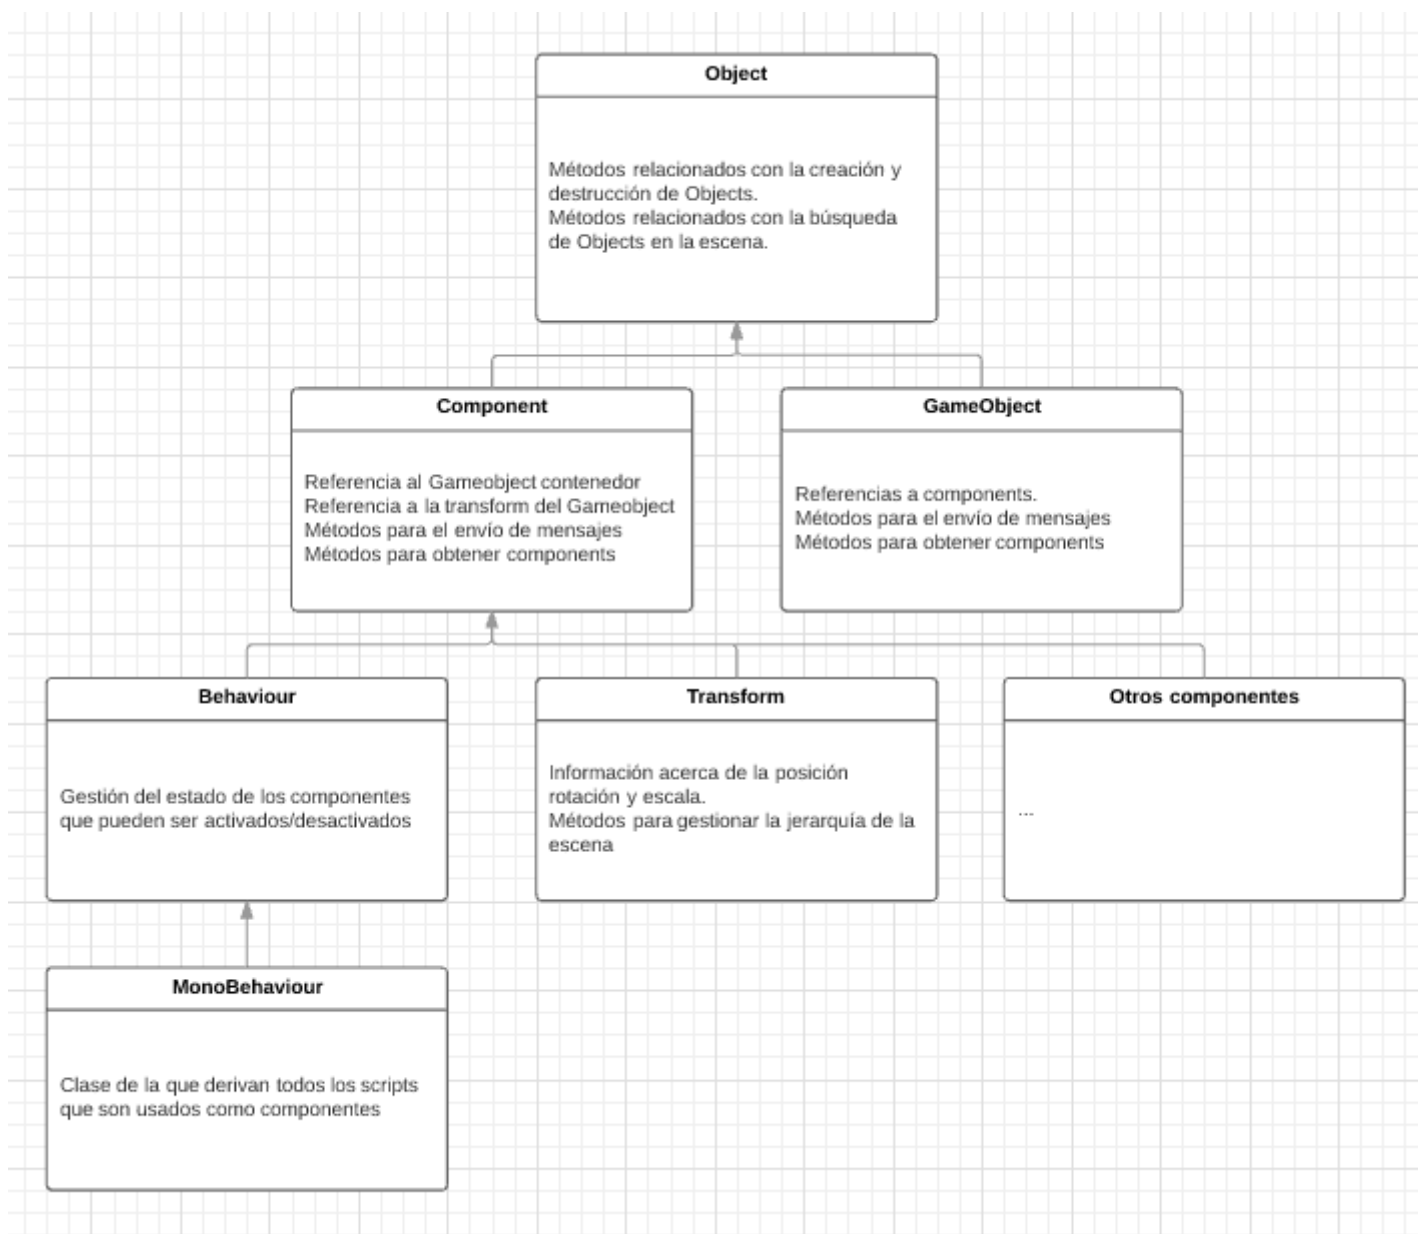 Object
Métodos relacionados con la creación y
destrucción de Objects.
Métodos relacionados con la búsqueda
de Objects en la escena.
Component
Referencia al Gameobject contenedor
Referencia a la transform del Gameobject
Métodos para el envío de mensajes
Métodos para obtener components
GameObject
Referencias a components.
Métodos para el envío de mensajes
Métodos para obtener components
Behaviour
Gestión del estado de los componentes
que pueden ser activados/desactivados
Transform
Información acerca de la posición
rotación y escala.
Métodos para gestionar la jerarquía de la
escena
Otros componentes
...
MonoBehaviour
Clase de la que derivan todos los scripts
que son usados como componentes